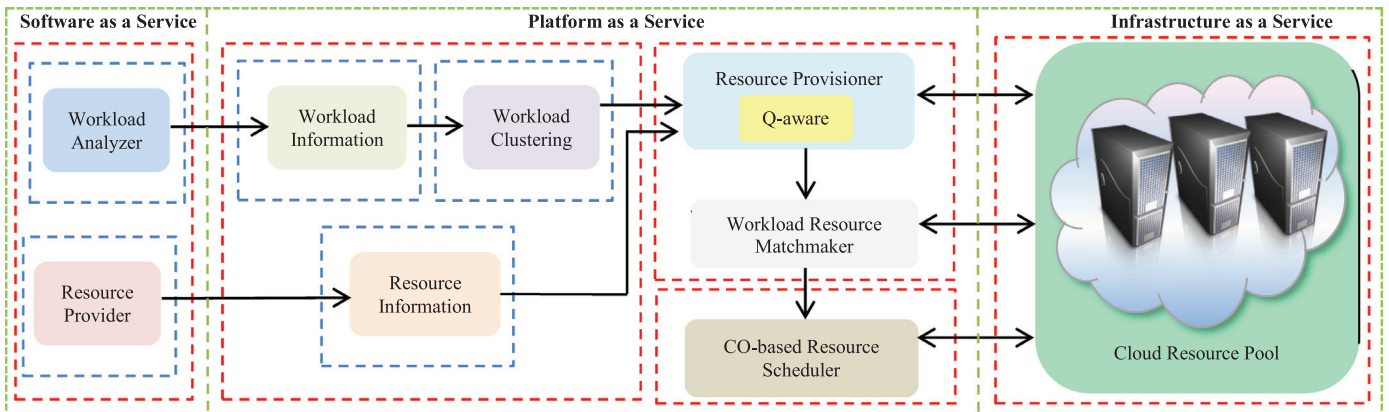 Software as a Service
Platform as a Service
Infrastructure as a Service
Workload
Analyzer
Workload
Information
Workload
Clustering
Resource Provisioner
Q-aware
Workload Resource
Matchmaker
Resource
Provider
Resource
Information
CO-based Resource
Scheduler
Cloud Resource Pool